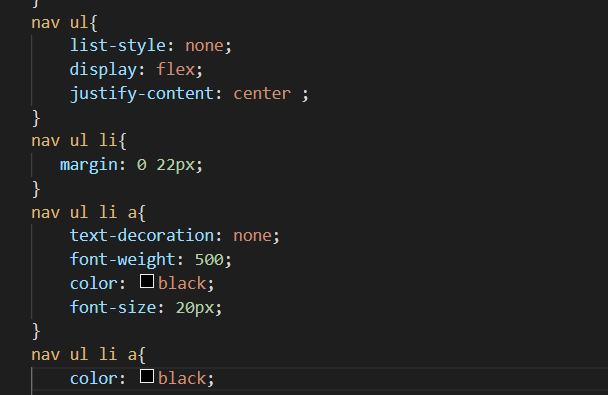 }
nav ul{
list-style: none;
display: flex;
justify-content: center ;
}
nav ul li{
margin: 0 22px;
}
nav ul li a{
text-decoration: none;
font-weight: 500;
color: black;
font-size: 20px;
}
nav ul li a{
color: black;